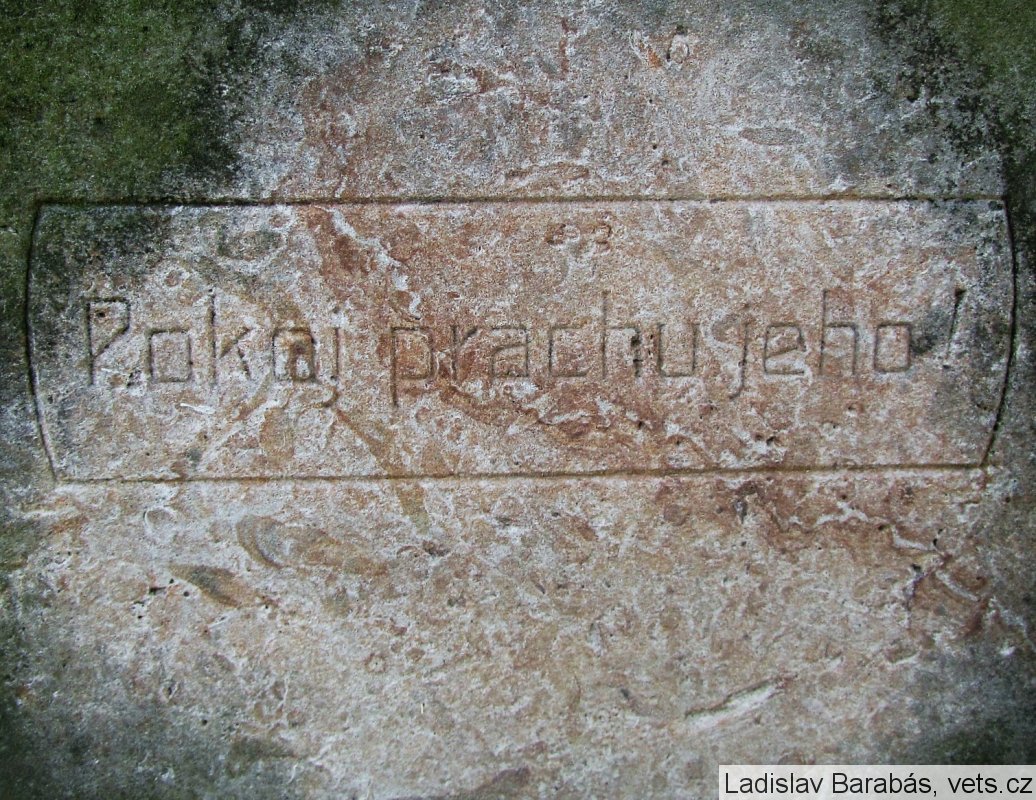 Pokoj prachu jeho!
Ladislav Barabás, vets.cz